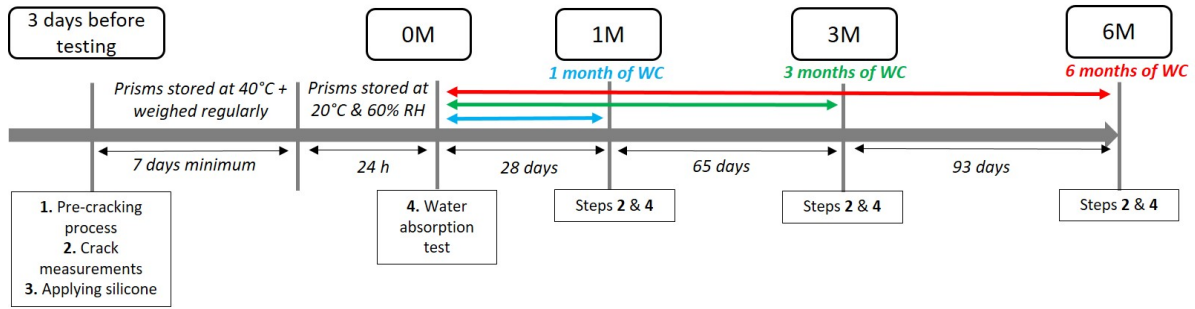 3 days before
testing
0M
1M
3M
6M
1 month of WC
3 months of WC
6 months of WC
Prisms stored at 40°C +
weighed regularly
Prisms stored at
20°C & 60% RH
7 days minimum
24 h
28 days
65 days
93 days
1. Pre-cracking
process
2. Crack
measurements
3. Applying silicone
4. Water
absorption
test
Steps 2 & 4
Steps 2 & 4
Steps 2 & 4